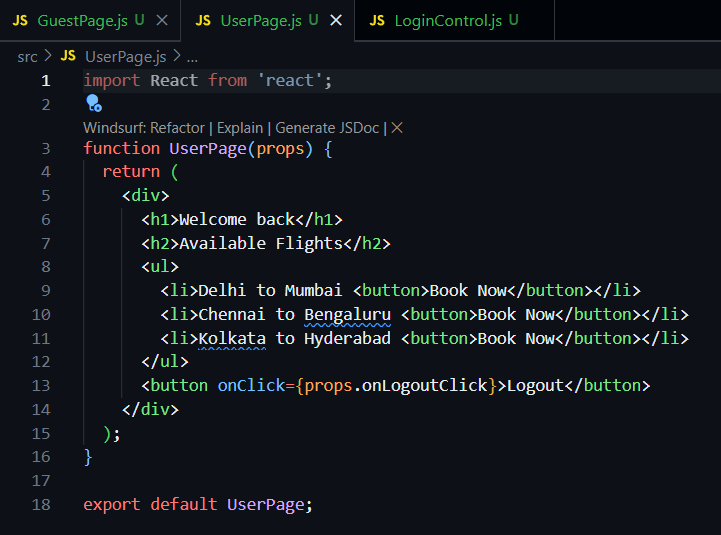 JS GuestPage.js U ✕ JS UserPage.js U ✕ JS LoginControl.js U
src > JS UserPage.js > ...
1 import React from 'react';
2
Windsurf: Refactor | Explain | Generate JSDoc | ✕
3 function UserPage(props) {
4 return (
5 <div>
6 <h1>Welcome back</h1>
7 <h2>Available Flights</h2>
8 <ul>
9 <li>Delhi to Mumbai <button>Book Now</button></li>
10 <li>Chennai to Bengaluru <button>Book Now</button></li>
11 <li>Kolkata to Hyderabad <button>Book Now</button></li>
12 </ul>
13 <button onClick={props.onLogoutClick}>Logout</button>
14 </div>
15 );
16 }
17
18 export default UserPage;